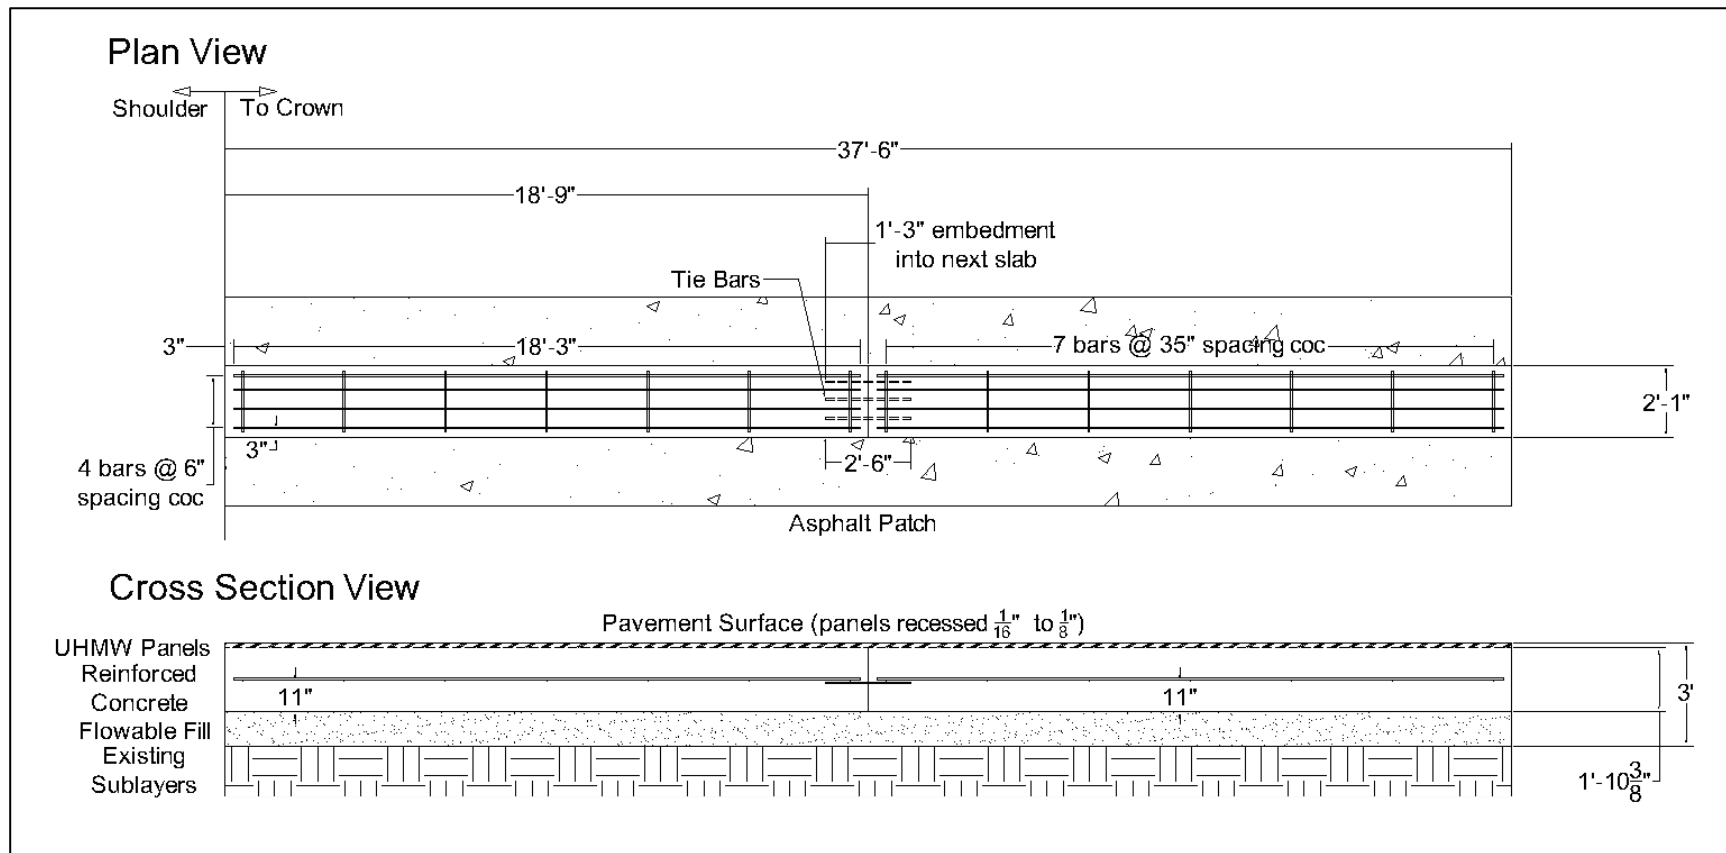 Plan View
Shoulder To Crown
37'-6"
18'-9"
1'-3" embedment
into next slab
Tie Bars
3"
18'-3"
7 bars @ 35" spacing coc
2'-1"
3"
2'-6"
4 bars @ 6"
spacing coc
Asphalt Patch
Cross Section View
Pavement Surface (panels recessed 1/16" to 1/8")
UHMW Panels
Reinforced
Concrete
11"
11"
3'
Flowable Fill
Existing
Sublayers
1'-10 3/8"